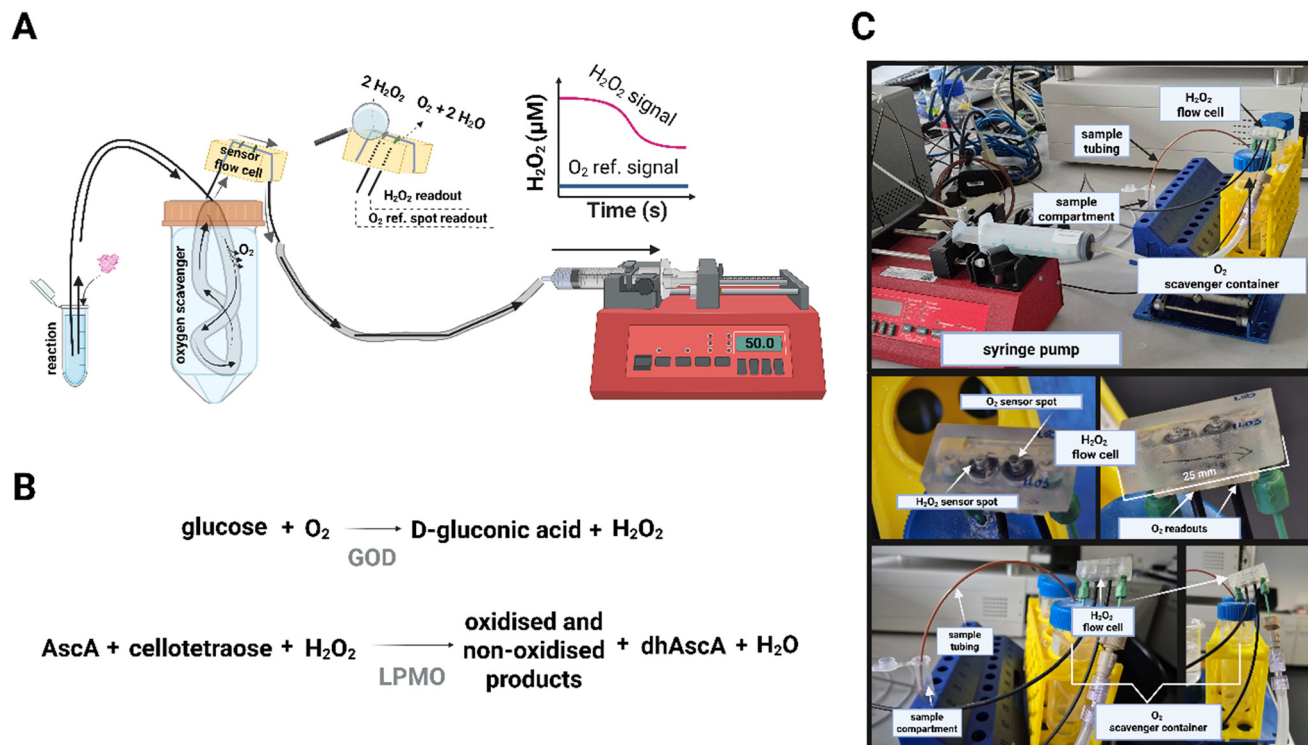 A
2 H₂O₂
O₂ + 2 H₂O
sensor
flow cell
H₂O₂ readout
O₂ ref. spot readout
H₂O₂ (µM)
H₂O₂ signal
O₂ ref. signal
Time (s)
reaction
oxygen scavenger
O₂
50.0
B
glucose + O₂ → D-gluconic acid + H₂O₂
GOD
AscA + cellotetraose + H₂O₂ → oxidised and non-oxidised products + dhAscA + H₂O
LPMO
C
H₂O₂
flow cell
sample
tubing
sample
compartment
O₂
scavenger container
syringe pump
O₂ sensor spot
H₂O₂
flow cell
H₂O₂ sensor spot
1103
25 mm
O₂ readouts
sample
tubing
H₂O₂
flow cell
sample
compartment
O₂
scavenger container